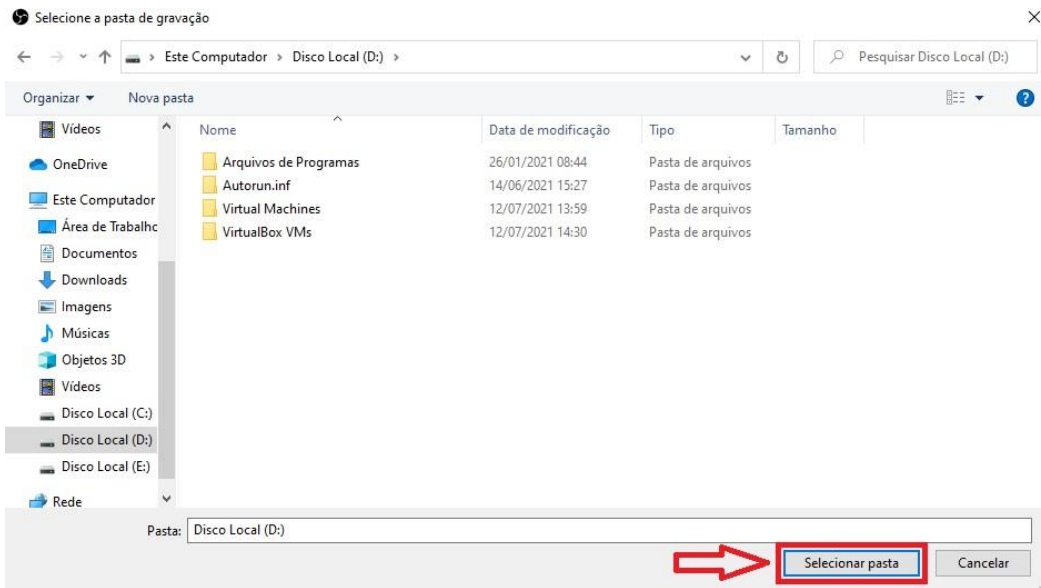 Selecione a pasta de gravação
Este Computador > Disco Local (D:) >
Pesquisar Disco Local (D:)
Organizar
Nova pasta
Nome Data de modificação Tipo Tamanho
Arquivos de Programas 26/01/2021 08:44 Pasta de arquivos
Autorun.inf 14/06/2021 15:27 Pasta de arquivos
Virtual Machines 12/07/2021 13:59 Pasta de arquivos
VirtualBox VMs 12/07/2021 14:30 Pasta de arquivos
Vídeos
OneDrive
Este Computador
Área de Trabalho
Documentos
Downloads
Imagens
Músicas
Objetos 3D
Vídeos
Disco Local (C:)
Disco Local (D:)
Disco Local (E:)
Rede
Pasta: Disco Local (D:)
Selecionar pasta
Cancelar